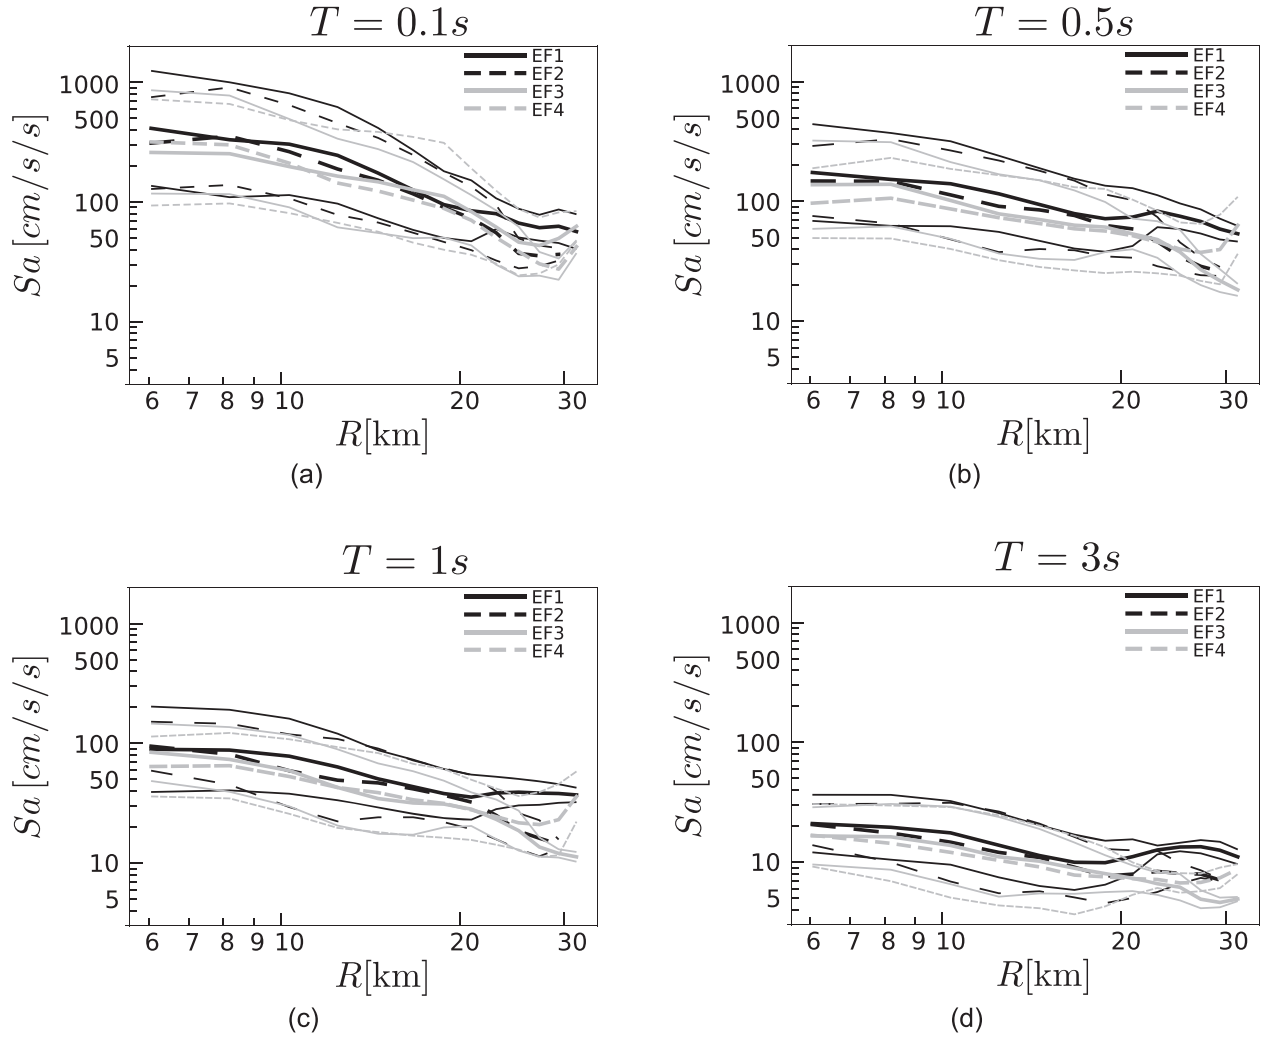 T = 0.1s
EF1
EF2
EF3
EF4
1000
500
100
50
10
5
Sa [cm/s/s]
6 7 8 9 10 20 30
R[km]
(a)
T = 0.5s
EF1
EF2
EF3
EF4
1000
500
100
50
10
5
Sa [cm/s/s]
6 7 8 9 10 20 30
R[km]
(b)
T = 1s
EF1
EF2
EF3
EF4
1000
500
100
50
10
5
Sa [cm/s/s]
6 7 8 9 10 20 30
R[km]
(c)
T = 3s
EF1
EF2
EF3
EF4
1000
500
100
50
10
5
Sa [cm/s/s]
6 7 8 9 10 20 30
R[km]
(d)